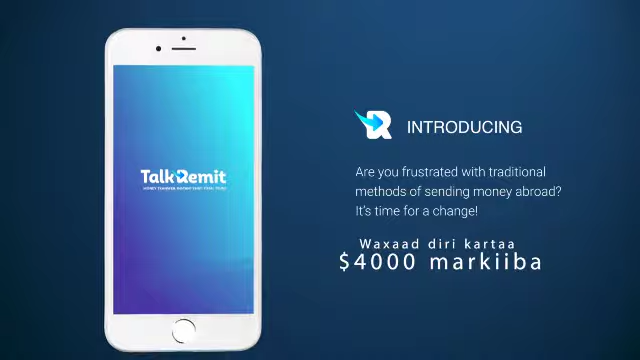 TalkRemit
INTRODUCING
Are you frustrated with traditional
methods of sending money abroad?
It's time for a change!
Waxaad diri kartaa
$4000 markiiba